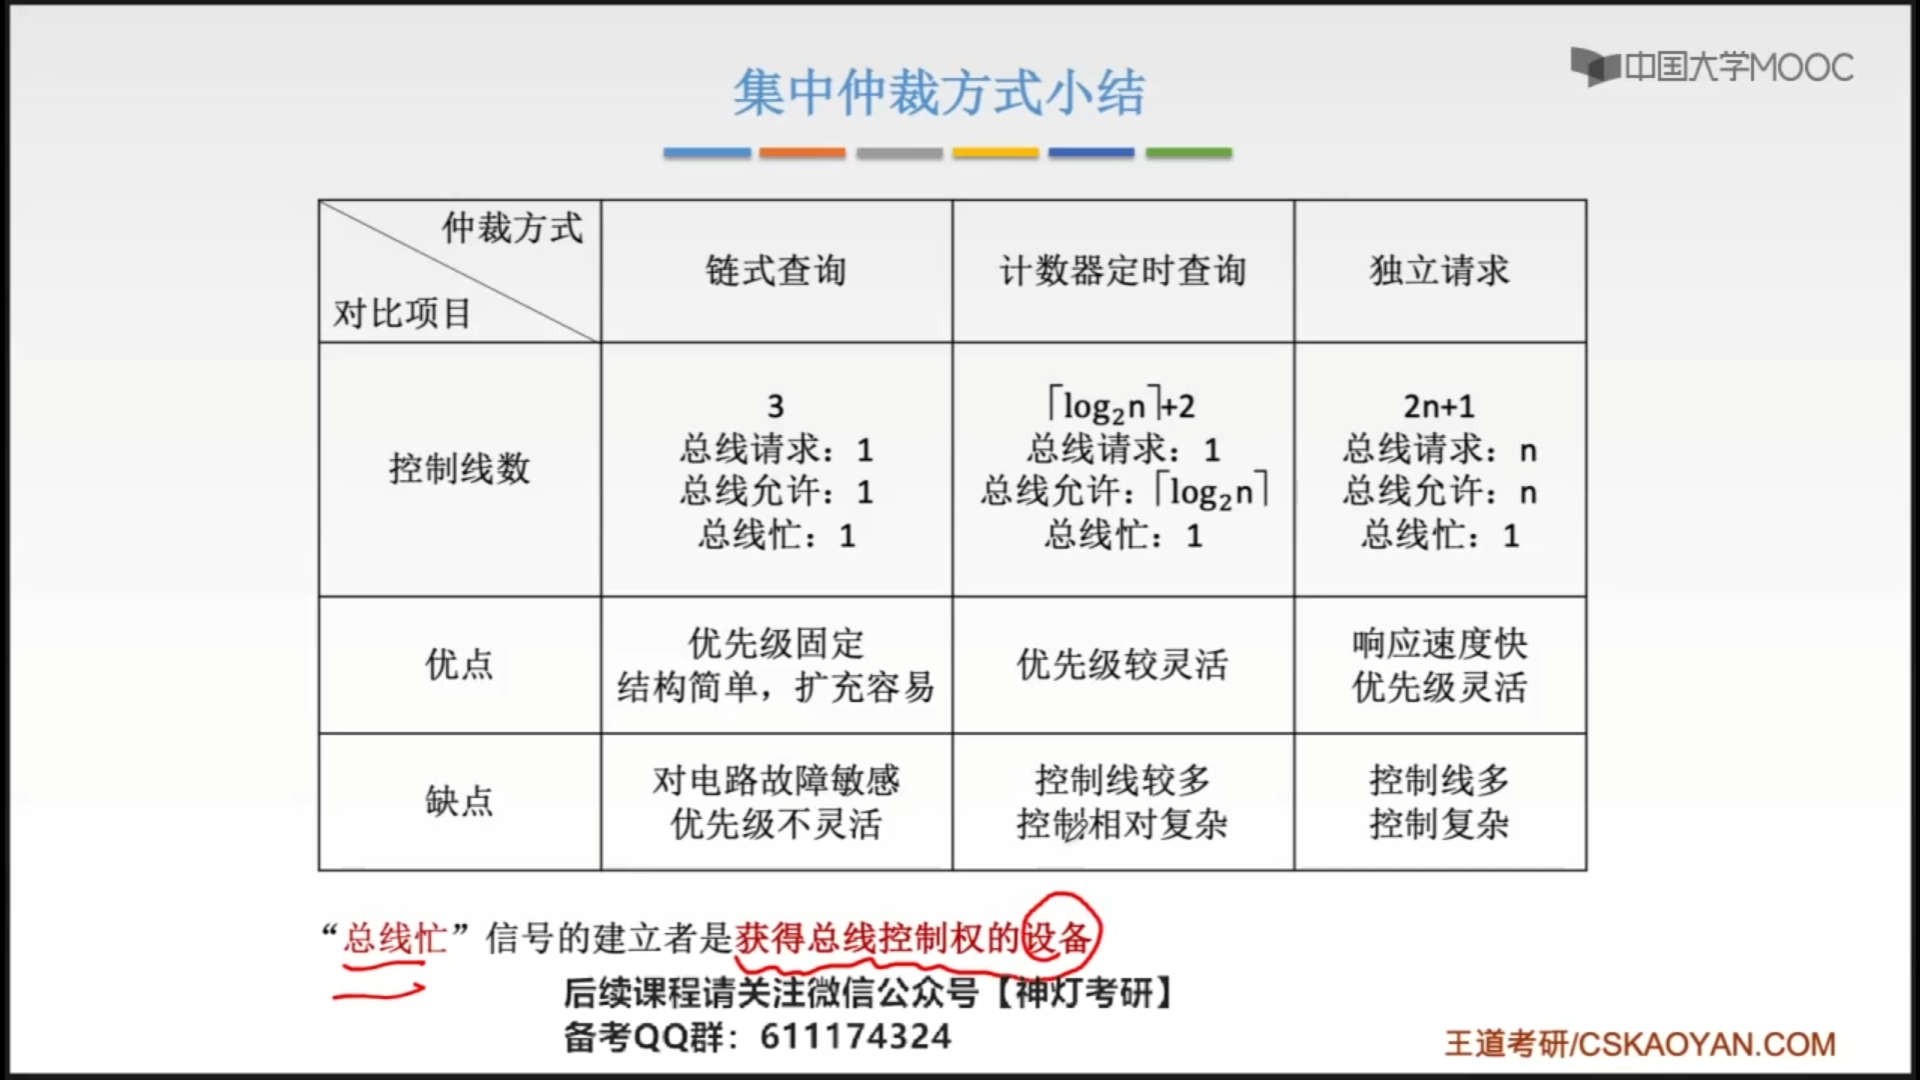 中国大学MOOC
集中仲裁方式小结
仲裁方式
对比项目
链式查询
计数器定时查询
独立请求
控制线数
3
总线请求：1
总线允许：1
总线忙：1
⌈log₂n⌉+2
总线请求：1
总线允许：⌈log₂n⌉
总线忙：1
2n+1
总线请求：n
总线允许：n
总线忙：1
优点
优先级固定
结构简单，扩充容易
优先级较灵活
响应速度快
优先级灵活
缺点
对电路故障敏感
优先级不灵活
控制线较多
控制相对复杂
控制线多
控制复杂
“总线忙”信号的建立者是获得总线控制权的设备
后续课程请关注微信公众号【神灯考研】
备考QQ群：611174324
王道考研/CSKAOYAN.COM